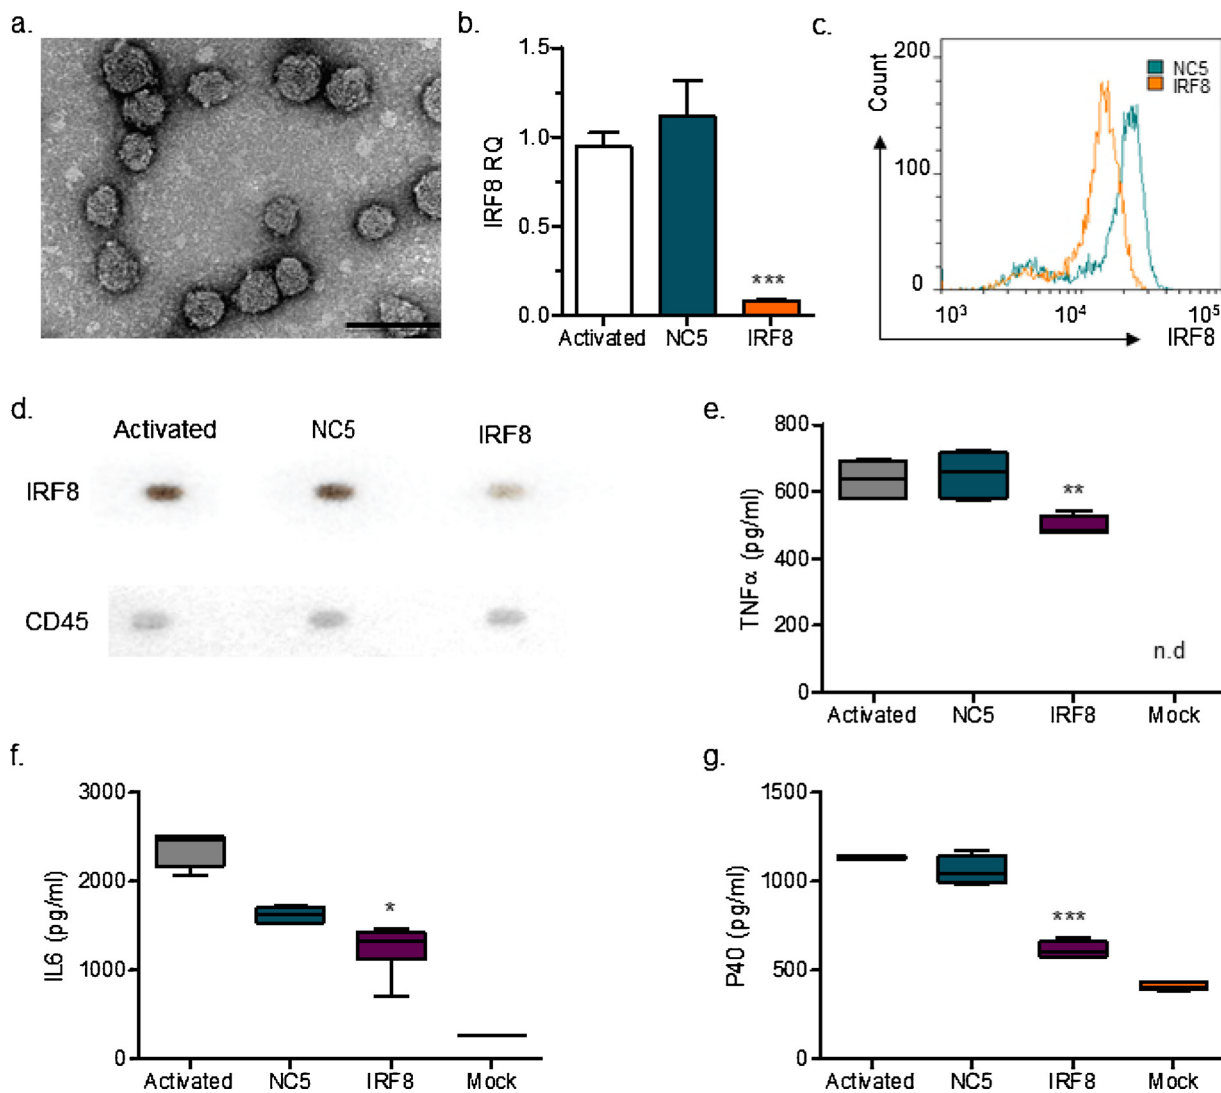 a.
b.
1.5
1.0
0.5
0.0
IRF8 RQ
***
Activated NC5 IRF8
c.
Count
200
100
0
NC5
IRF8
10³ 10⁴ 10⁵
IRF8
d.
Activated NC5 IRF8
IRF8
CD45
e.
800
600
400
200
0
TNFα (pg/ml)
**
n.d
Activated NC5 IRF8 Mock
f.
3000
2000
1000
0
IL6 (pg/ml)
*
Activated NC5 IRF8 Mock
g.
1500
1000
500
0
P40 (pg/ml)
***
Activated NC5 IRF8 Mock